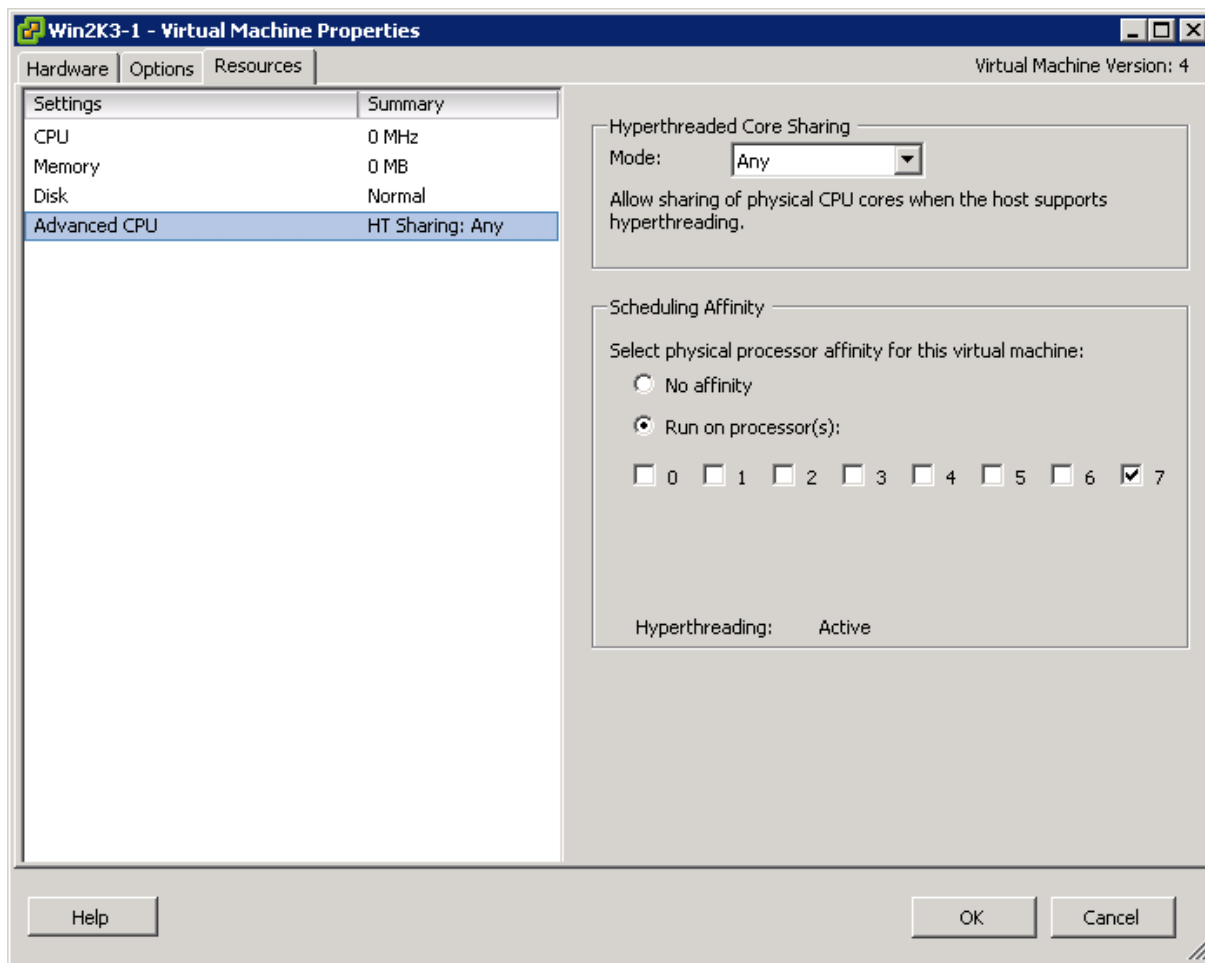 Win2K3-1 - Virtual Machine Properties
Hardware Options Resources Virtual Machine Version: 4
Settings Summary
CPU 0 MHz
Memory 0 MB
Disk Normal
Advanced CPU HT Sharing: Any
Hyperthreaded Core Sharing
Mode: Any
Allow sharing of physical CPU cores when the host supports
hyperthreading.
Scheduling Affinity
Select physical processor affinity for this virtual machine:
No affinity
Run on processor(s):
0 1 2 3 4 5 6 7
Hyperthreading: Active
Help OK Cancel